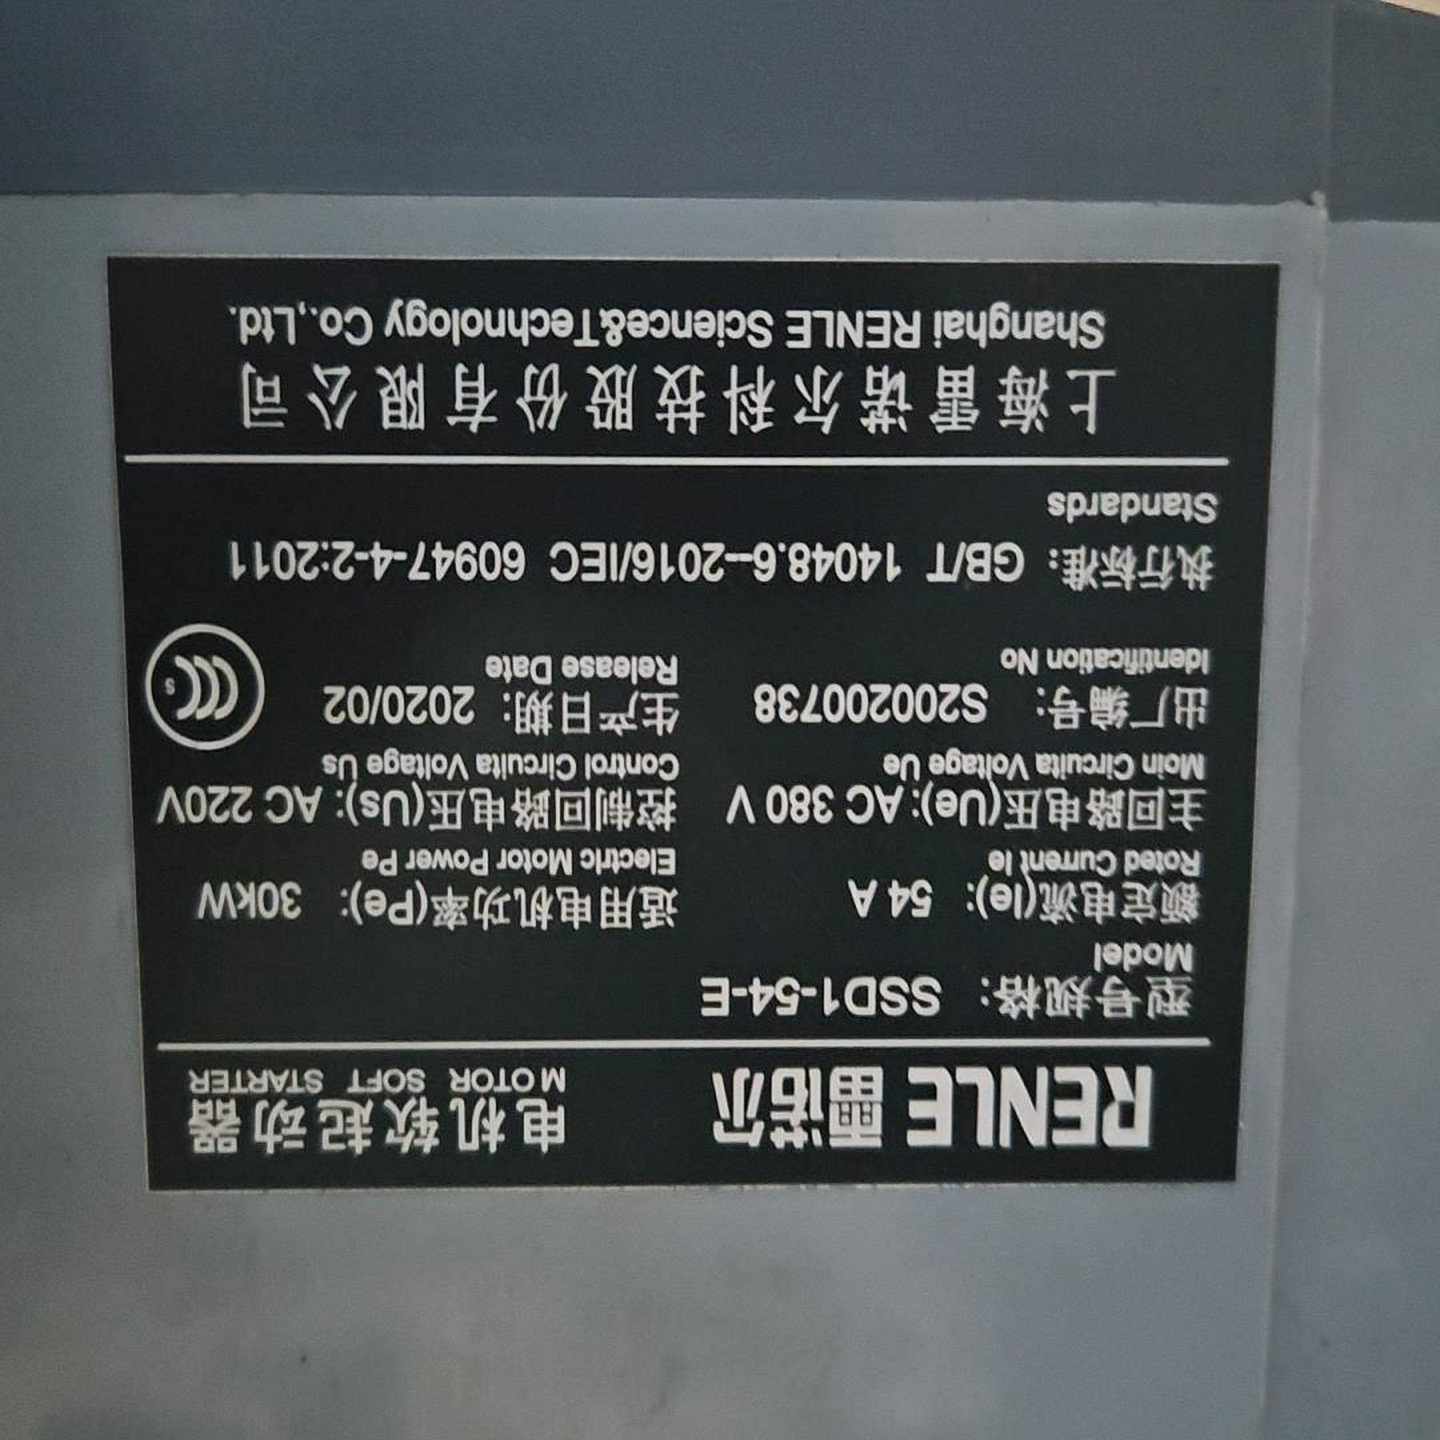 RENLE 雷诺尔 电机软起动器
MOTOR SOFT STARTER
型号规格: SSD1-54-E
Model
额定电流(Ie): 54 A 适用电机功率(Pe): 30kW
Roted Current Ie Electric Motor Power Pe
主回路电压(Ue): AC 380 V 控制回路电压(Us): AC 220V
Moin Circuita Voltage Ue Control Circuita Voltage Us
出厂编号: S200200738 生产日期: 2020/02
Identification No Release Date
CCC S
执行标准: GB/T 14048.6--2016/IEC 60947-4-2:2011
Standards
上海雷诺尔科技股份有限公司
Shanghai RENLE Science&Technology Co.,Ltd.